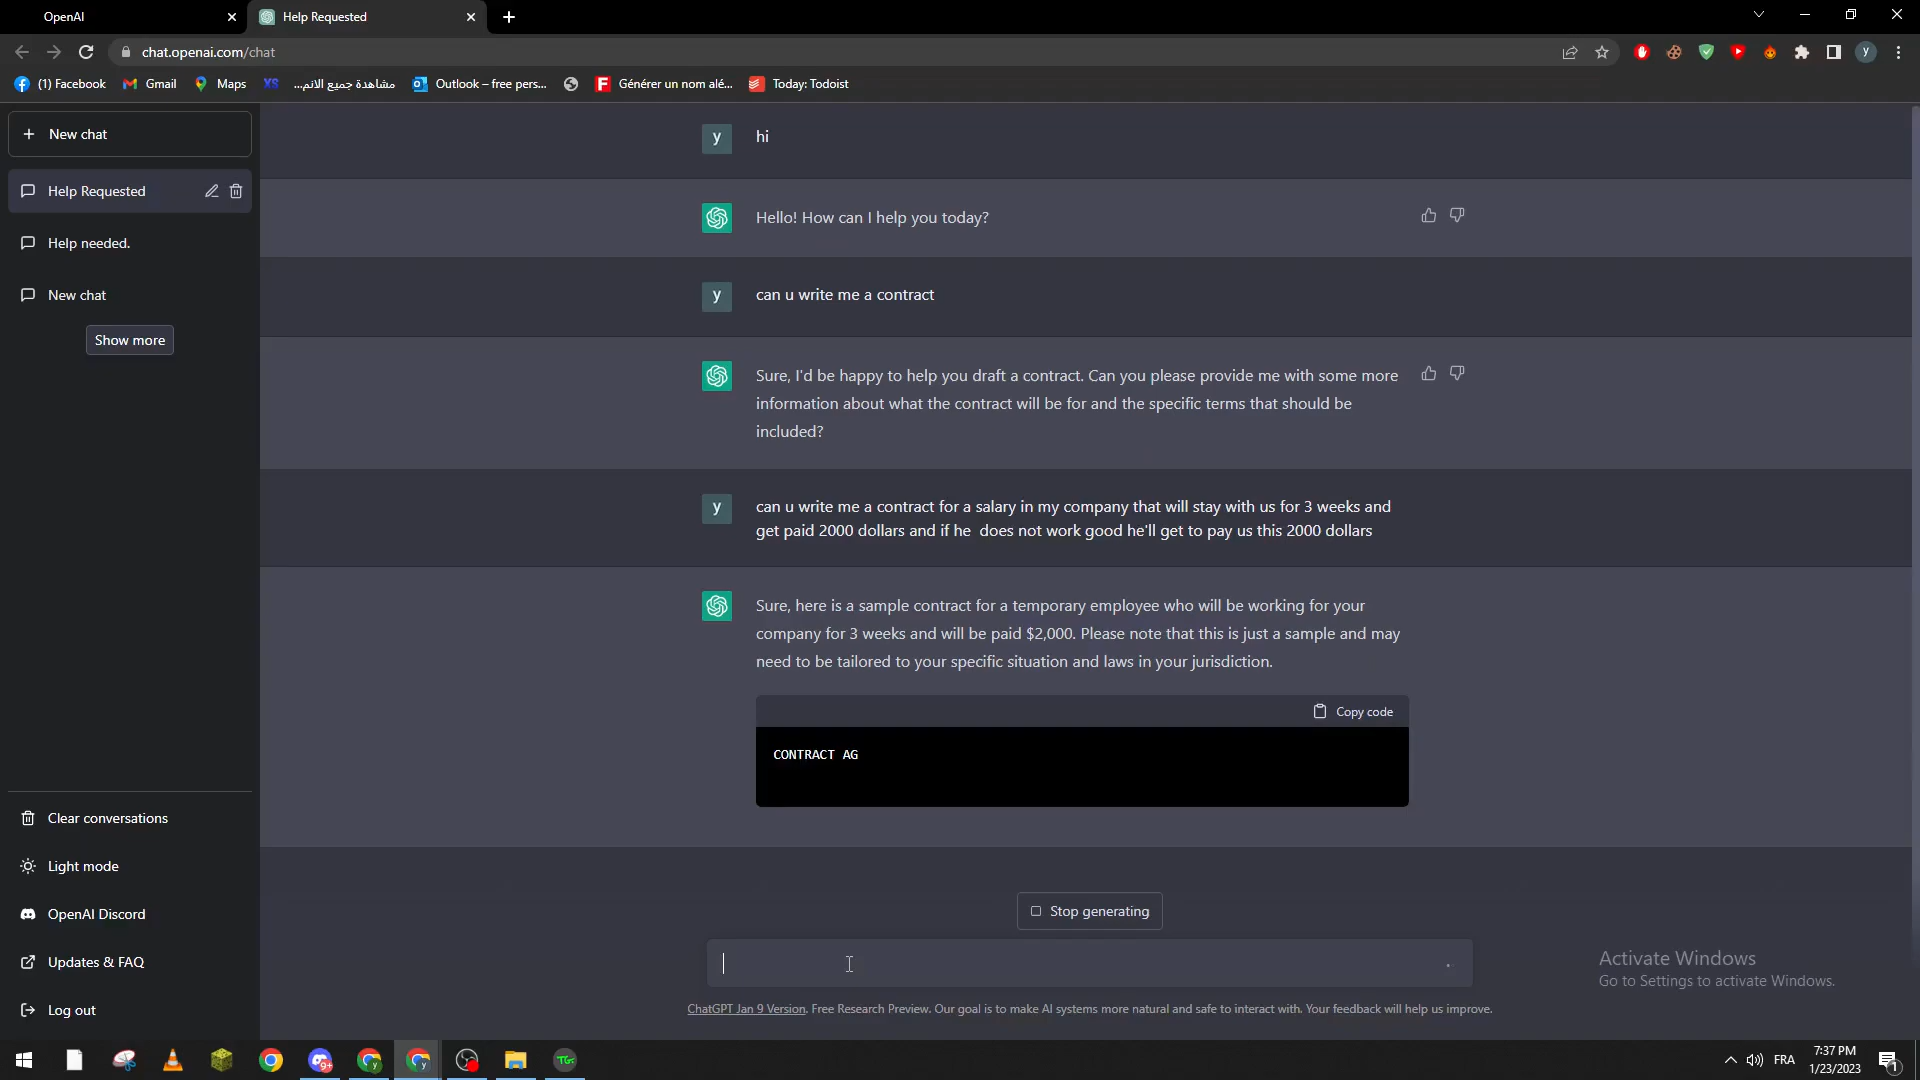 OpenAI
Help Requested
chat.openai.com/chat
y
(1) Facebook
Gmail
Maps
XS
مشاهدة جميع الانم...
Outlook – free pers...
F
Générer un nom alé...
Today: Todoist
New chat
Help Requested
Help needed.
New chat
Show more
Clear conversations
Light mode
OpenAI Discord
Updates & FAQ
Log out
y
hi
Hello! How can I help you today?
y
can u write me a contract
Sure, I'd be happy to help you draft a contract. Can you please provide me with some more
information about what the contract will be for and the specific terms that should be
included?
y
can u write me a contract for a salary in my company that will stay with us for 3 weeks and
get paid 2000 dollars and if he  does not work good he'll get to pay us this 2000 dollars
Sure, here is a sample contract for a temporary employee who will be working for your
company for 3 weeks and will be paid $2,000. Please note that this is just a sample and may
need to be tailored to your specific situation and laws in your jurisdiction.
Copy code
CONTRACT AG
Stop generating
.
ChatGPT Jan 9 Version. Free Research Preview. Our goal is to make AI systems more natural and safe to interact with. Your feedback will help us improve.
Activate Windows
Go to Settings to activate Windows.
9+
y
y
TGs
FRA
7:37 PM
1/23/2023
1